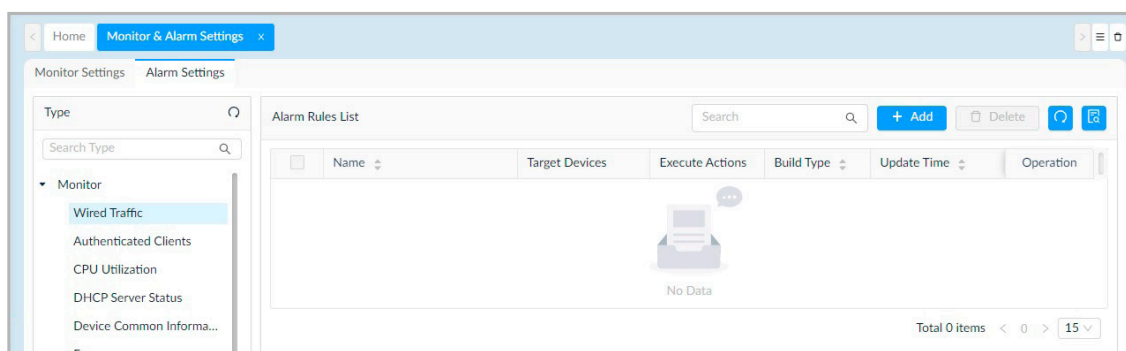 Home Monitor & Alarm Settings ×
Monitor Settings Alarm Settings
Type
Search Type
Monitor
Wired Traffic
Authenticated Clients
CPU Utilization
DHCP Server Status
Device Common Informa...
Alarm Rules List Search + Add Delete
Name Target Devices Execute Actions Build Type Update Time Operation
No Data
Total 0 items < 0 > 15